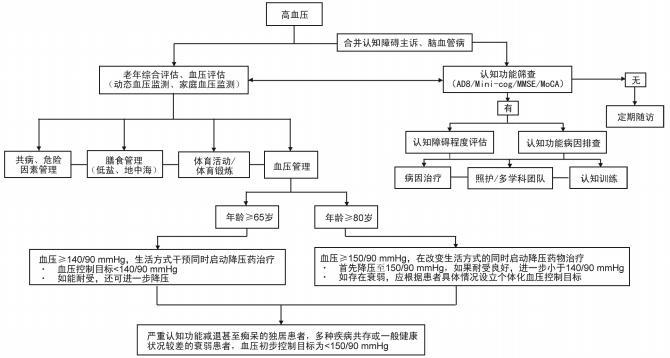 高血压
合并认知障碍主诉、脑血管病
老年综合评估、血压评估
(动态血压监测、家庭血压监测)
认知功能筛查
(AD8/Mini-cog/MMSE/MoCA)
无
有
定期随访
认知障碍程度评估
认知功能病因排查
共病、危险
因素管理
膳食管理
(低盐、地中海)
体育活动/
体育锻炼
血压管理
病因治疗
照护/多学科团队
认知训练
年龄≥65岁
年龄≥80岁
血压≥140/90 mmHg，生活方式干预同时启动降压药治疗
· 血压控制目标<140/90 mmHg
· 如能耐受，还可进一步降压
血压≥150/90 mmHg，在改变生活方式的同时启动降压药物治疗
· 首先降压至150/90 mmHg，如果耐受良好，进一步小于140/90 mmHg
· 如存在衰弱，应根据患者具体情况设立个体化血压控制目标
严重认知功能减退甚至痴呆的独居患者，多种疾病共存或一般健康
状况较差的衰弱患者，血压初步控制目标为<150/90 mmHg